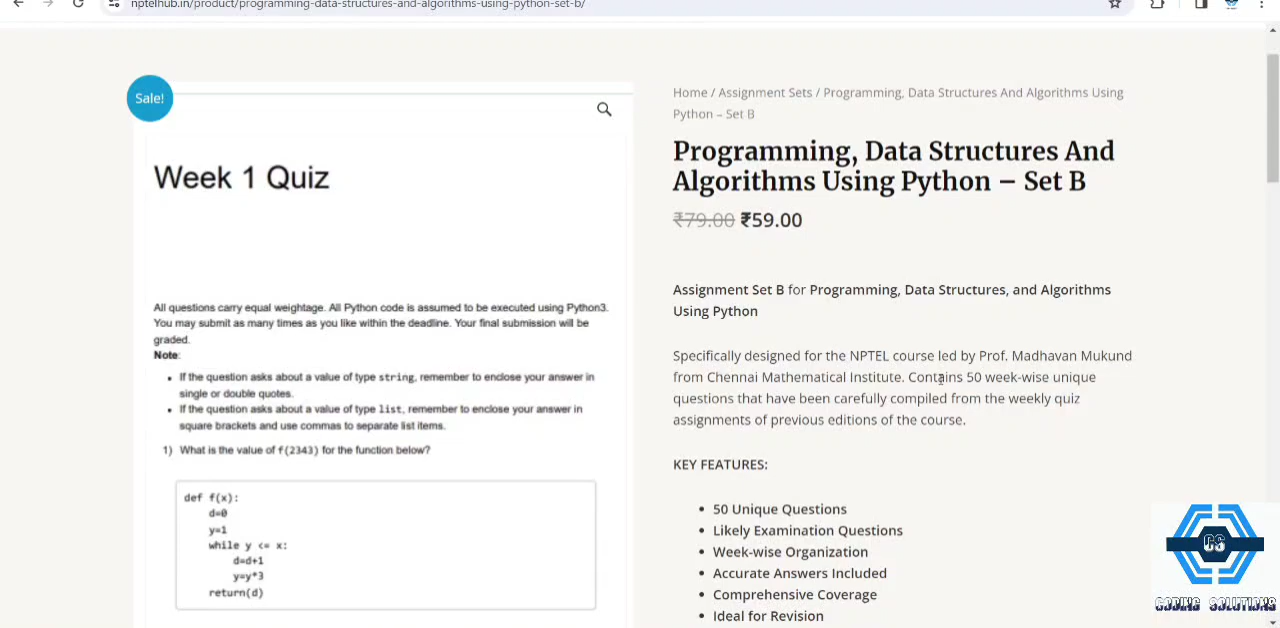 nptelhub.in/product/programming-data-structures-and-algorithms-using-python-set-b/
Sale!
Week 1 Quiz
All questions carry equal weightage. All Python code is assumed to be executed using Python3.
You may submit as many times as you like within the deadline. Your final submission will be
graded.
Note:
• If the question asks about a value of type string, remember to enclose your answer in
single or double quotes.
• If the question asks about a value of type list, remember to enclose your answer in
square brackets and use commas to separate list items.
1) What is the value of f(2343) for the function below?
def f(x):
d=0
y=1
while y <= x:
d=d+1
y=y*3
return(d)
Home / Assignment Sets / Programming, Data Structures And Algorithms Using
Python – Set B
Programming, Data Structures And
Algorithms Using Python – Set B
₹79.00 ₹59.00
Assignment Set B for Programming, Data Structures, and Algorithms
Using Python
Specifically designed for the NPTEL course led by Prof. Madhavan Mukund
from Chennai Mathematical Institute. Contains 50 week-wise unique
questions that have been carefully compiled from the weekly quiz
assignments of previous editions of the course.
KEY FEATURES:
• 50 Unique Questions
• Likely Examination Questions
• Week-wise Organization
• Accurate Answers Included
• Comprehensive Coverage
• Ideal for Revision
CS
CODING SOLUTIONS